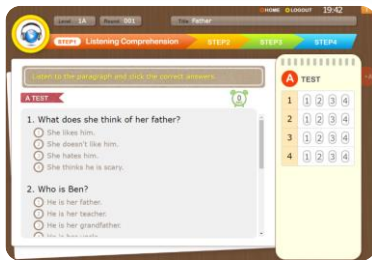 HOME LOGOUT 19:42
Level 1A Round 001 Title Father
STEP1 Listening Comprehension STEP2 STEP3 STEP4
Listen to the paragraph and click the correct answers.
A TEST
1. What does she think of her father?
She likes him.
She doesn't like him.
She hates him.
She thinks he is scary.
2. Who is Ben?
He is her father.
He is her teacher.
He is her grandfather.
He is her uncle.
A TEST
1 1 2 3 4
2 1 2 3 4
3 1 2 3 4
4 1 2 3 4